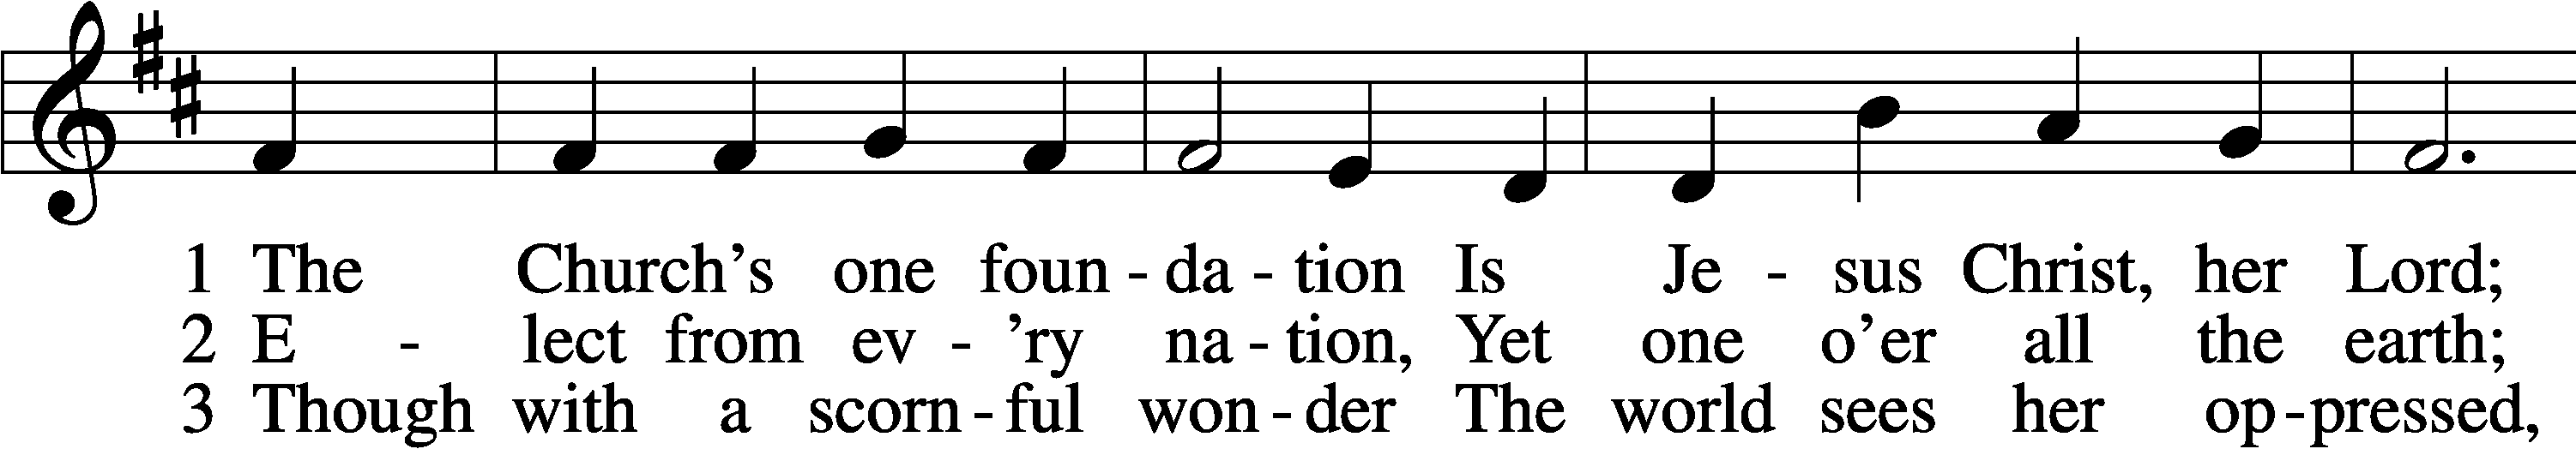 1 The Church’s one foun - da - tion Is Je - sus Christ, her Lord;
2 E - lect from ev - ’ry na - tion, Yet one o’er all the earth;
3 Though with a scorn - ful won - der The world sees her op - pressed,